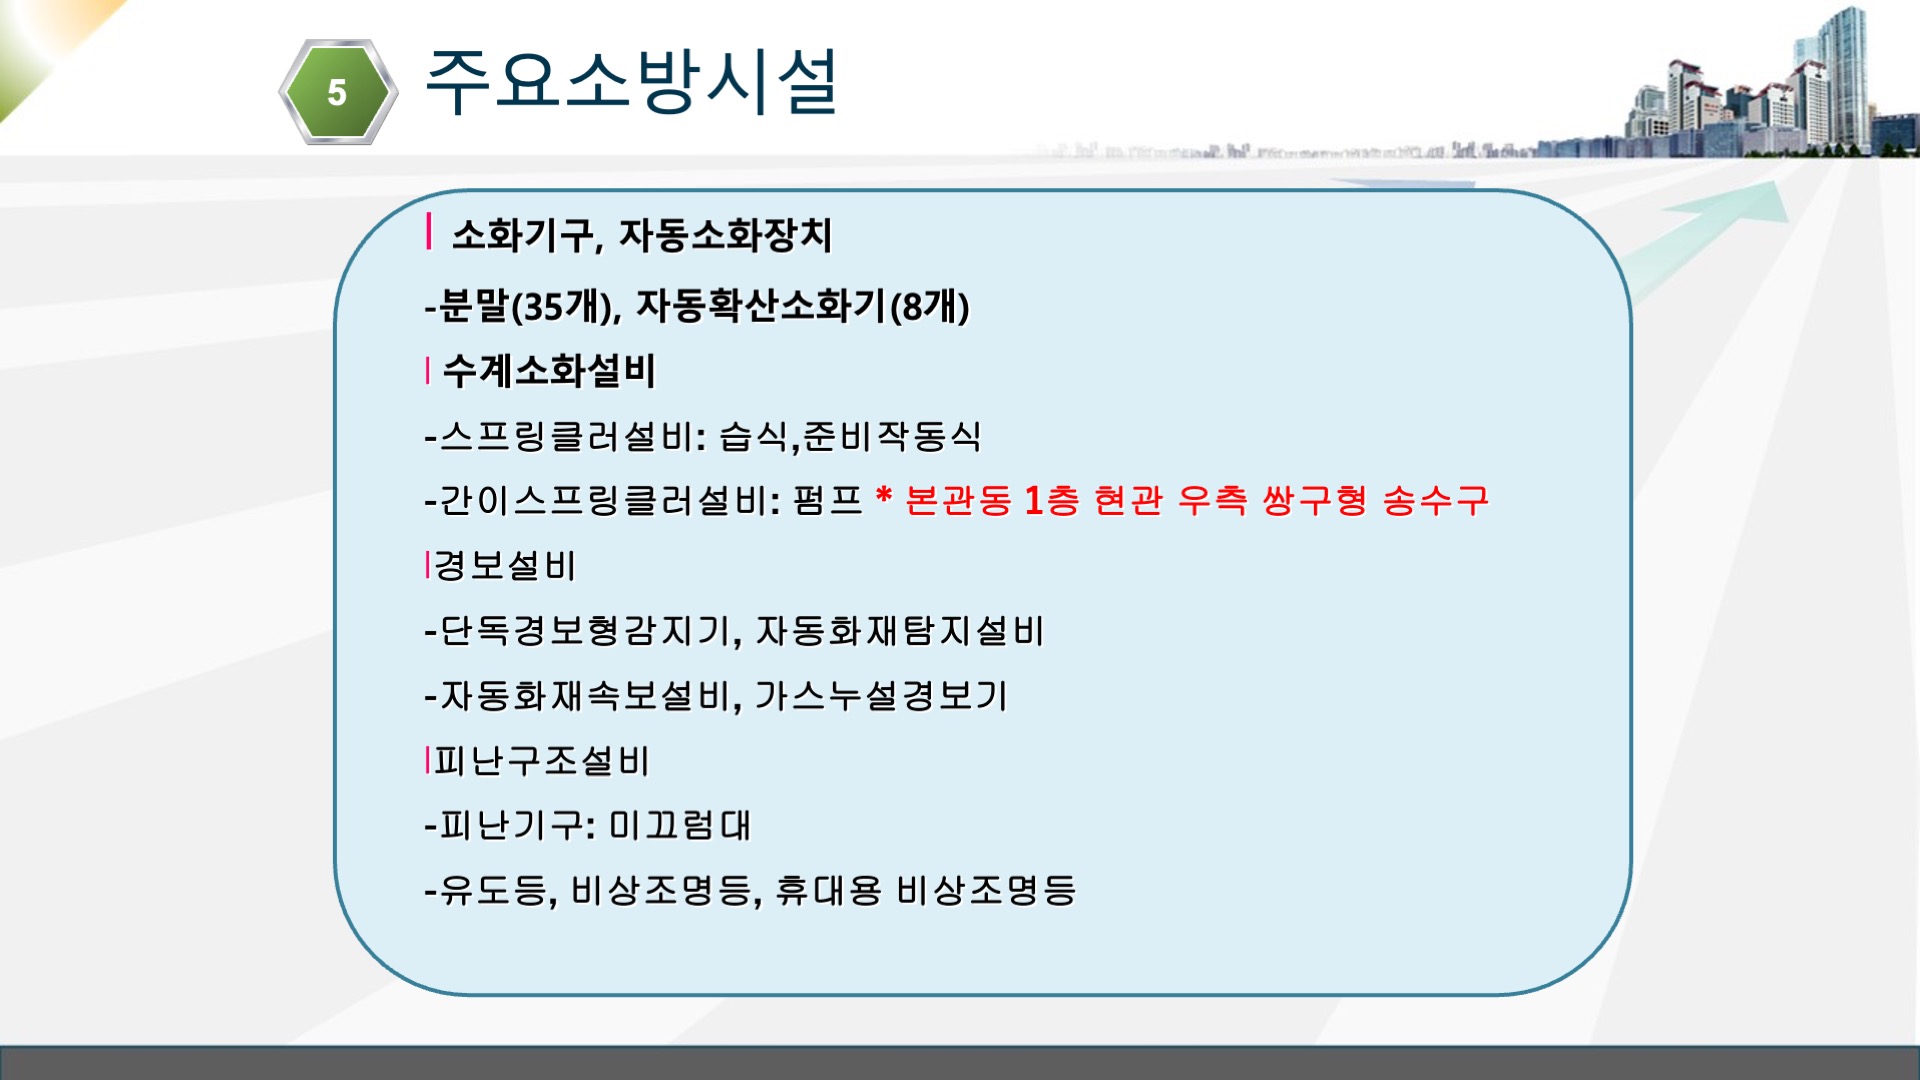 5
주요소방시설
| 소화기구, 자동소화장치
-분말(35개), 자동확산소화기(8개)
| 수계소화설비
-스프링클러설비: 습식,준비작동식
-간이스프링클러설비: 펌프 * 본관동 1층 현관 우측 쌍구형 송수구
|경보설비
-단독경보형감지기, 자동화재탐지설비
-자동화재속보설비, 가스누설경보기
|피난구조설비
-피난기구: 미끄럼대
-유도등, 비상조명등, 휴대용 비상조명등